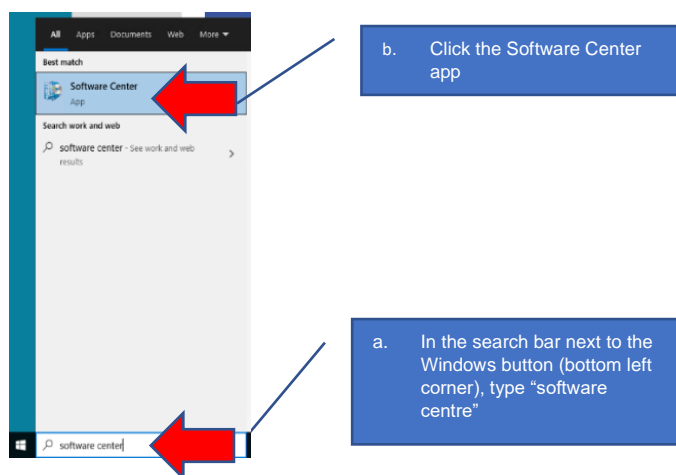 All Apps Documents Web More
Best match
Software Center
App
Search work and web
software center - See work and web
results
software center
b. Click the Software Center
app
a. In the search bar next to the
Windows button (bottom left
corner), type “software
centre”